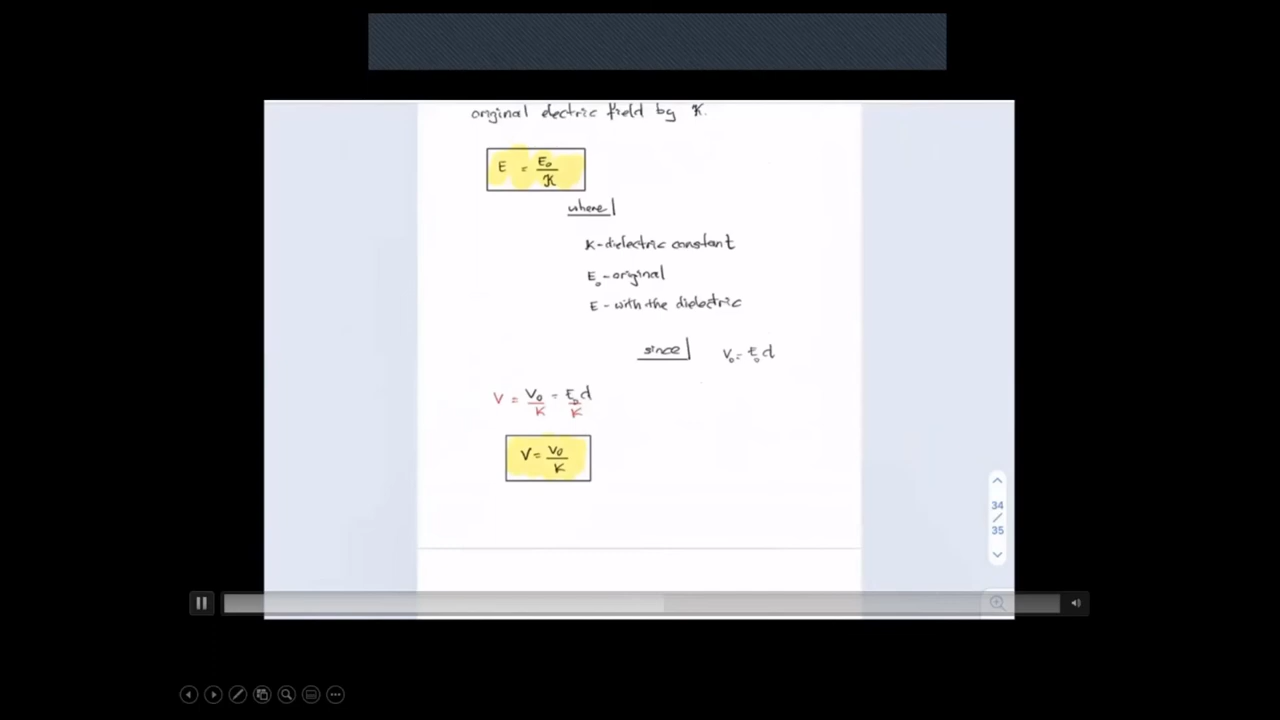 original electric field by K.
E = E₀/K
where
K - dielectric constant
E₀ - original
E - with the dielectric
since V₀ = E₀d
V = V₀/K = E₀d/K
V = V₀/K
34
/
35